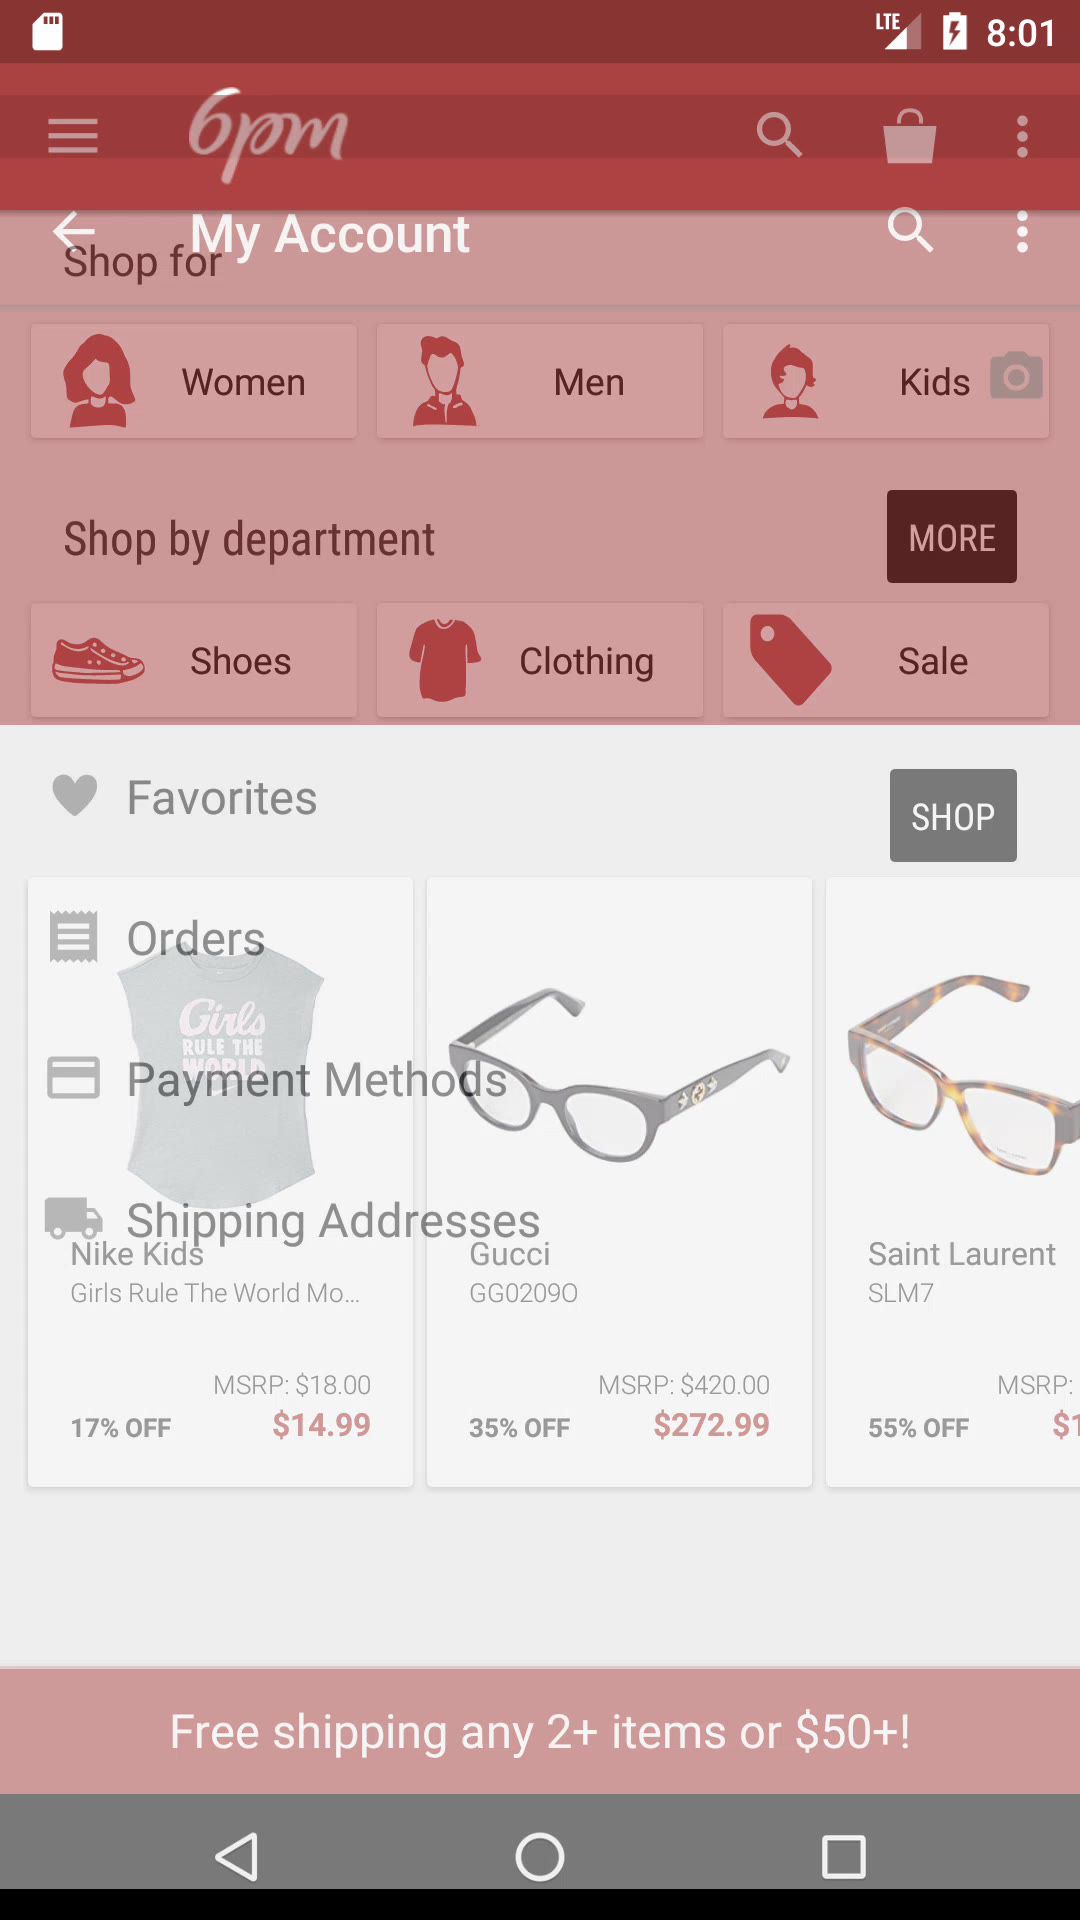 LTE 8:01
6pm
My Account
Shop for
Women Men Kids
Shop by department MORE
Shoes Clothing Sale
Favorites SHOP
Orders
Girls
RULE THE
WORLD
Payment Methods
Shipping Addresses
Nike Kids Gucci Saint Laurent
Girls Rule The World Mo... GG0209O SLM7
MSRP: $18.00 MSRP: $420.00 MSRP:
17% OFF $14.99 35% OFF $272.99 55% OFF $1
Free shipping any 2+ items or $50+!